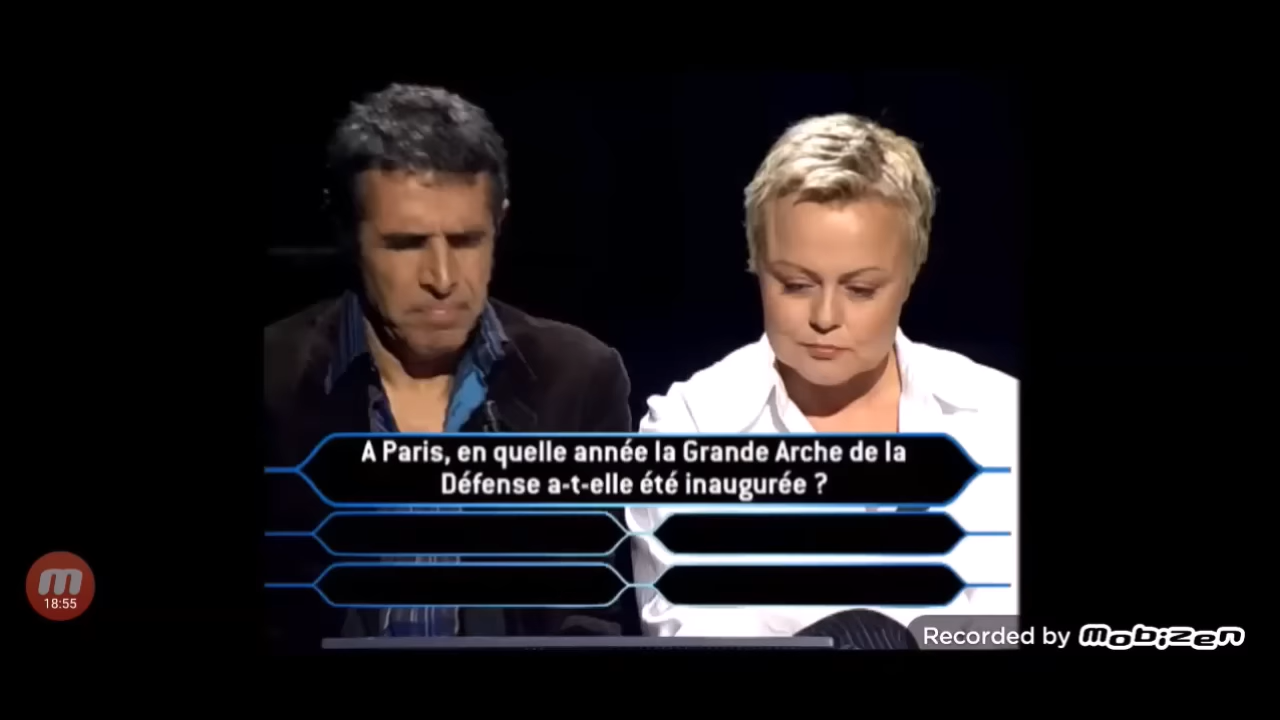 A Paris, en quelle année la Grande Arche de la
Défense a-t-elle été inaugurée ?
18:55
Recorded by mobizen